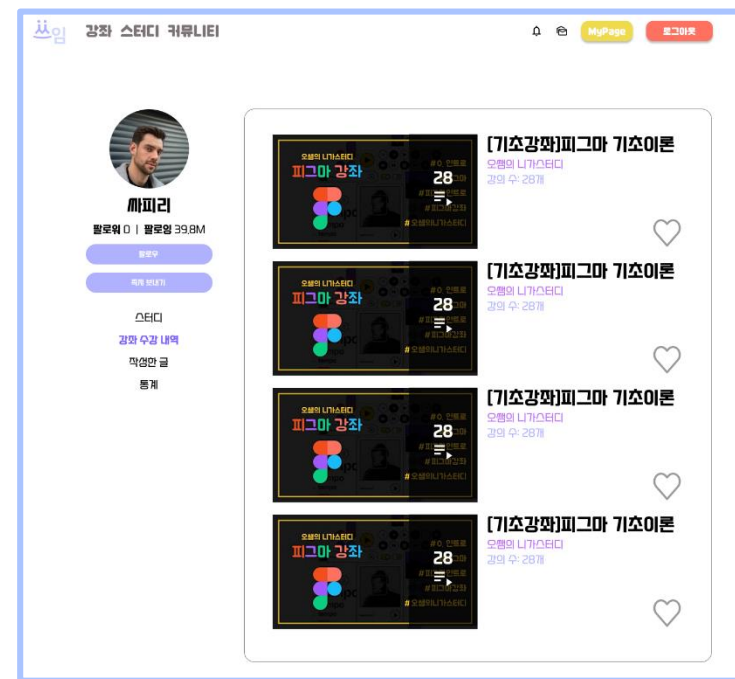 ㅆㅣ임
강좌 스터디 커뮤니티
MyPage
로그아웃
싸피리
팔로워 0 | 팔로잉 39.8M
팔로우
쪽지 보내기
스터디
강좌 수강 내역
작성한 글
통계
오쌤의 니가스터디
피그마 강좌
28
[기초강좌]피그마 기초이론
오쌤의 니가스터디
강의 수: 28개
오쌤의 니가스터디
피그마 강좌
28
[기초강좌]피그마 기초이론
오쌤의 니가스터디
강의 수: 28개
오쌤의 니가스터디
피그마 강좌
28
[기초강좌]피그마 기초이론
오쌤의 니가스터디
강의 수: 28개
오쌤의 니가스터디
피그마 강좌
28
[기초강좌]피그마 기초이론
오쌤의 니가스터디
강의 수: 28개